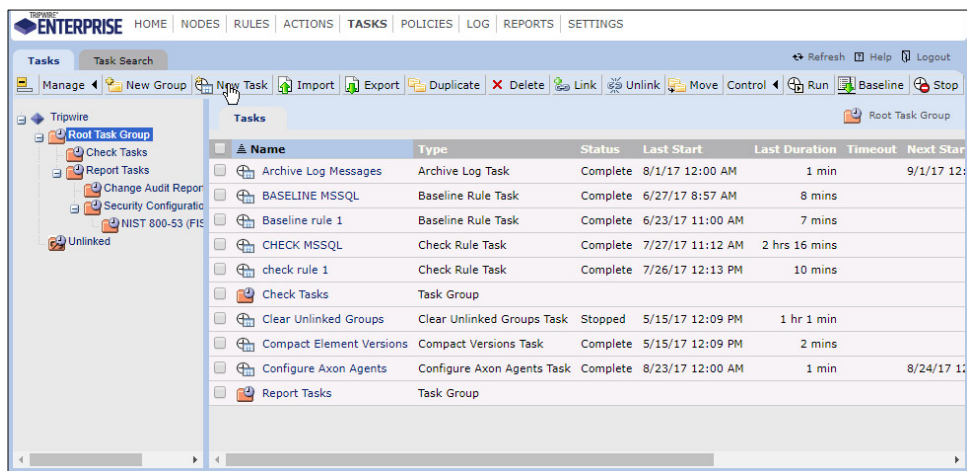 TRIPWIRE
ENTERPRISE HOME NODES RULES ACTIONS TASKS POLICIES LOG REPORTS SETTINGS
Tasks Task Search Refresh Help Logout
Manage New Group New Task Import Export Duplicate Delete Link Unlink Move Control Run Baseline Stop
Tripwire
Root Task Group
Check Tasks
Report Tasks
Change Audit Repor
Security Configuratio
NIST 800-53 (FIS
Unlinked
Tasks Root Task Group
Name Type Status Last Start Last Duration Timeout Next Star
Archive Log Messages Archive Log Task Complete 8/1/17 12:00 AM 1 min 9/1/17 12:
BASELINE MSSQL Baseline Rule Task Complete 6/27/17 8:57 AM 8 mins
Baseline rule 1 Baseline Rule Task Complete 6/23/17 11:00 AM 7 mins
CHECK MSSQL Check Rule Task Complete 7/27/17 11:12 AM 2 hrs 16 mins
check rule 1 Check Rule Task Complete 7/26/17 12:13 PM 10 mins
Check Tasks Task Group
Clear Unlinked Groups Clear Unlinked Groups Task Stopped 5/15/17 12:09 PM 1 hr 1 min
Compact Element Versions Compact Versions Task Complete 5/15/17 12:09 PM 2 mins
Configure Axon Agents Configure Axon Agents Task Complete 8/23/17 12:00 AM 1 min 8/24/17 12
Report Tasks Task Group